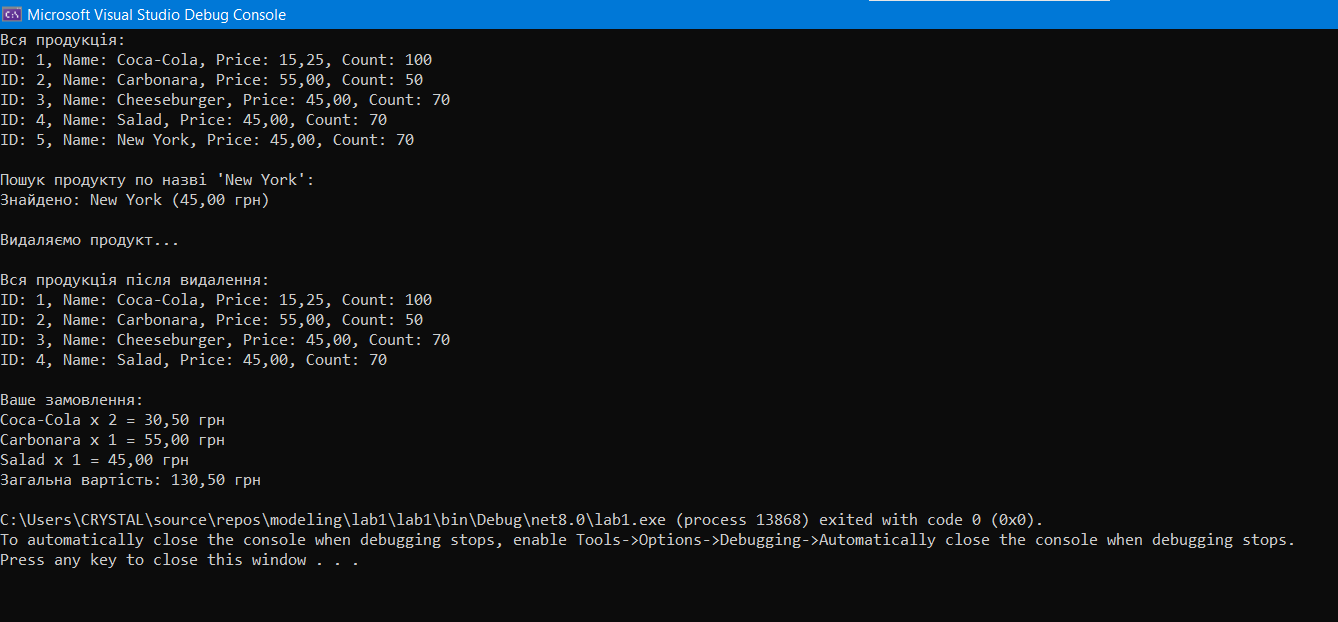 Microsoft Visual Studio Debug Console
Вся продукція:
ID: 1, Name: Coca-Cola, Price: 15,25, Count: 100
ID: 2, Name: Carbonara, Price: 55,00, Count: 50
ID: 3, Name: Cheeseburger, Price: 45,00, Count: 70
ID: 4, Name: Salad, Price: 45,00, Count: 70
ID: 5, Name: New York, Price: 45,00, Count: 70
Пошук продукту по назві 'New York':
Знайдено: New York (45,00 грн)
Видаляємо продукт...
Вся продукція після видалення:
ID: 1, Name: Coca-Cola, Price: 15,25, Count: 100
ID: 2, Name: Carbonara, Price: 55,00, Count: 50
ID: 3, Name: Cheeseburger, Price: 45,00, Count: 70
ID: 4, Name: Salad, Price: 45,00, Count: 70
Ваше замовлення:
Coca-Cola x 2 = 30,50 грн
Carbonara x 1 = 55,00 грн
Salad x 1 = 45,00 грн
Загальна вартість: 130,50 грн
C:\Users\CRYSTAL\source\repos\modeling\lab1\lab1\bin\Debug\net8.0\lab1.exe (process 13868) exited with code 0 (0x0).
To automatically close the console when debugging stops, enable Tools->Options->Debugging->Automatically close the console when debugging stops.
Press any key to close this window . . .